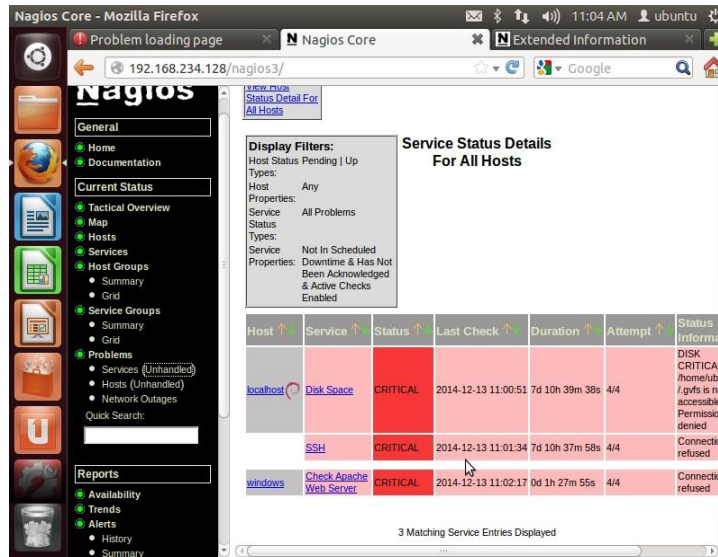 Nagios Core - Mozilla Firefox
11:04 AM ubuntu
Problem loading page
Nagios Core
Extended Information
192.168.234.128/nagios3/
Google
Nagios
General
Home
Documentation
Current Status
Tactical Overview
Map
Hosts
Services
Host Groups
Summary
Grid
Service Groups
Summary
Grid
Problems
Services (Unhandled)
Hosts (Unhandled)
Network Outages
Quick Search:
Reports
Availability
Trends
Alerts
History
Summary
View Host
Status Detail For
All Hosts
Display Filters:
Host Status Types: Pending | Up
Host Properties: Any
Service Status Types: All Problems
Service Properties: Not In Scheduled Downtime & Has Not Been Acknowledged & Active Checks Enabled
Service Status Details
For All Hosts
Host Service Status Last Check Duration Attempt Status Informa
localhost Disk Space CRITICAL 2014-12-13 11:00:51 7d 10h 39m 38s 4/4 DISK CRITICA /home/ub /.gvfs is n accessible Permissio denied
SSH CRITICAL 2014-12-13 11:01:34 7d 10h 37m 58s 4/4 Connectio refused
windows Check Apache Web Server CRITICAL 2014-12-13 11:02:17 0d 1h 27m 55s 4/4 Connectio refused
3 Matching Service Entries Displayed